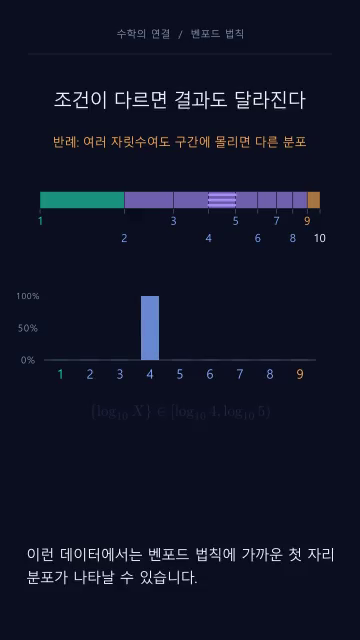 수학의 연결 / 벤포드 법칙
조건이 다르면 결과도 달라진다
반례: 여러 자릿수여도 구간에 몰리면 다른 분포
1 3 5 7 9
2 4 6 8 10
100%
50%
0%
1 2 3 4 5 6 7 8 9
{log₁₀ X} ∈ [log₁₀ 4, log₁₀ 5)
이런 데이터에서는 벤포드 법칙에 가까운 첫 자리
분포가 나타날 수 있습니다.